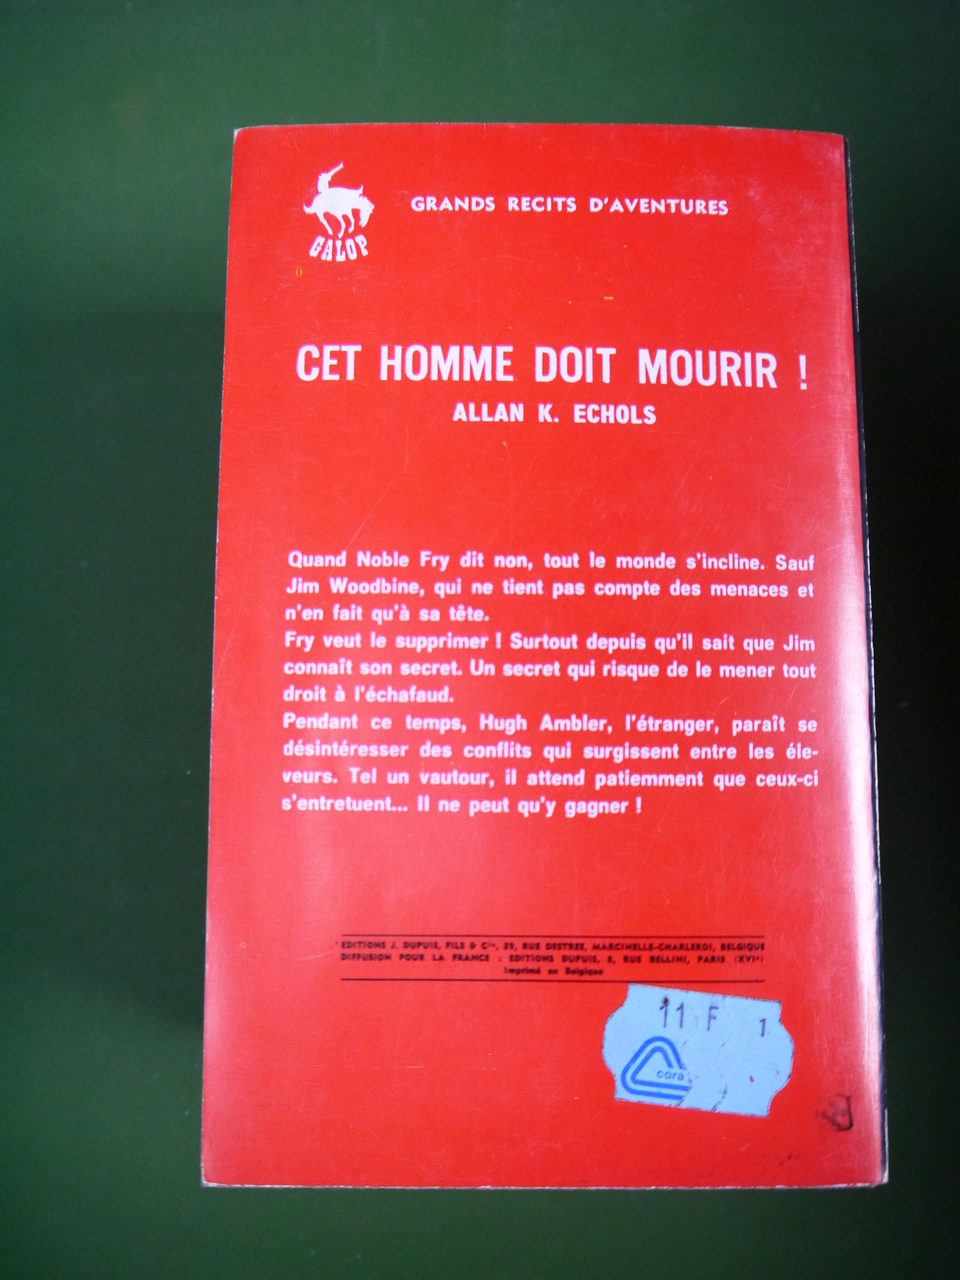 GALOP
GRANDS RECITS D'AVENTURES
CET HOMME DOIT MOURIR !
ALLAN K. ECHOLS
Quand Noble Fry dit non, tout le monde s'incline. Sauf
Jim Woodbine, qui ne tient pas compte des menaces et
n'en fait qu'à sa tête.
Fry veut le supprimer ! Surtout depuis qu'il sait que Jim
connaît son secret. Un secret qui risque de le mener tout
droit à l'échafaud.
Pendant ce temps, Hugh Ambler, l'étranger, paraît se
désintéresser des conflits qui surgissent entre les éle-
veurs. Tel un vautour, il attend patiemment que ceux-ci
s'entretuent... Il ne peut qu'y gagner !
EDITIONS J. DUPUIS, FILS & Cie, 39, RUE DESTREE, MARCINELLE-CHARLEROI, BELGIQUE
DIFFUSION POUR LA FRANCE : EDITIONS DUPUIS, 5, RUE BELLINI, PARIS (XVIe)
Imprimé en Belgique
11 F 1
cora